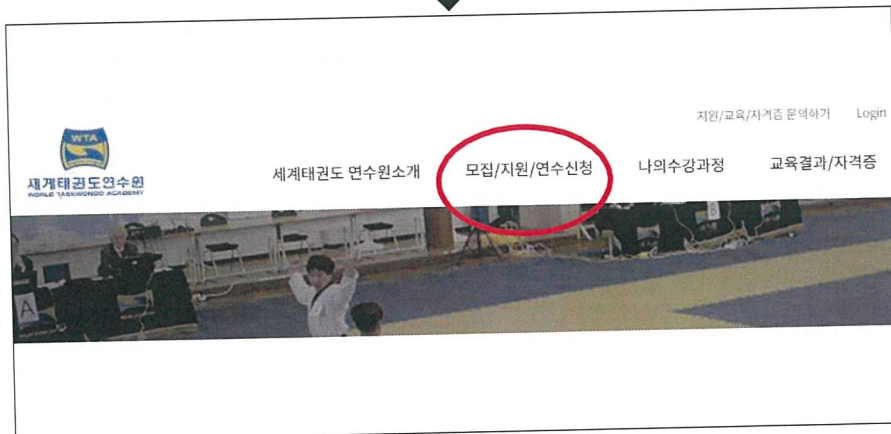 지원/교육/자격증 문의하기 Login
WTA
세계태권도연수원
WORLD TAEKWONDO ACADEMY
세계태권도 연수원소개 모집/지원/연수신청 나의수강과정 교육결과/자격증
A
B